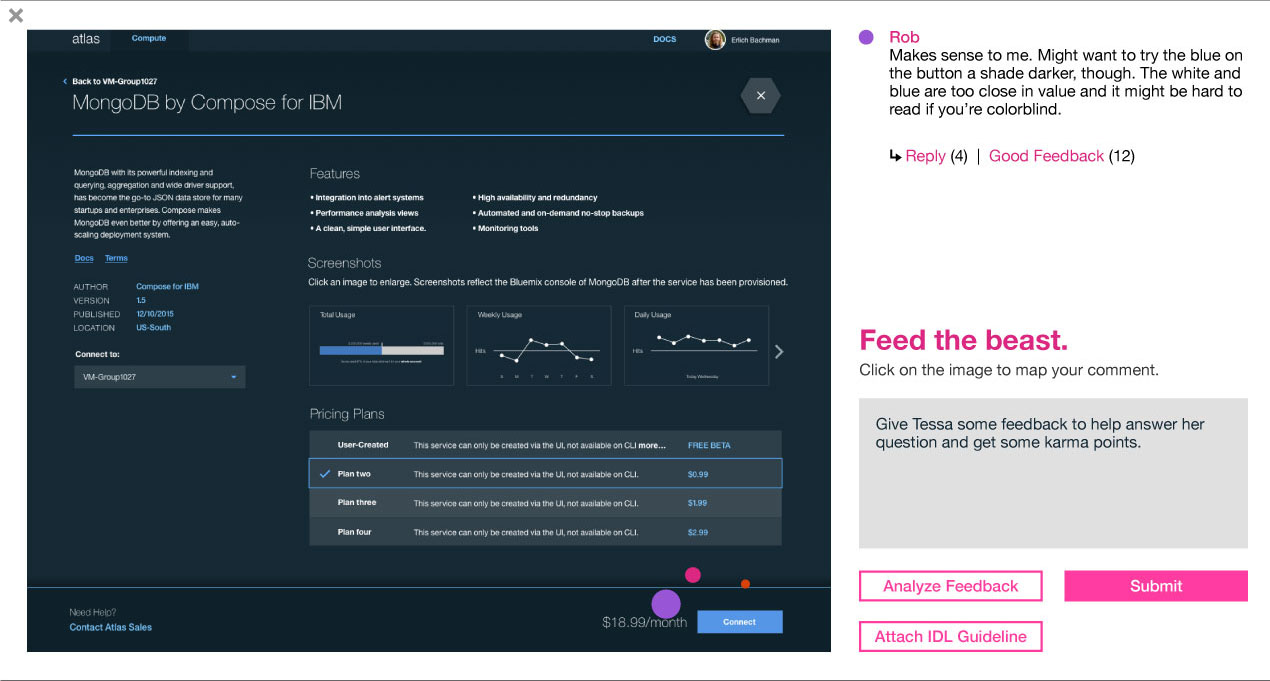 atlas Compute DOCS Erlich Bachman
Back to VM-Group1027
MongoDB by Compose for IBM
MongoDB with its powerful indexing and
querying, aggregation and wide driver support,
has become the go-to JSON data store for many
startups and enterprises. Compose makes
MongoDB even better by offering an easy, auto-
scaling deployment system.
Docs Terms
AUTHOR Compose for IBM
VERSION 1.5
PUBLISHED 12/10/2015
LOCATION US-South
Connect to:
VM-Group1027
Features
• Integration into alert systems
• Performance analysis views
• A clean, simple user interface.
• High availability and redundancy
• Automated and on-demand no-stop backups
• Monitoring tools
Screenshots
Click an image to enlarge. Screenshots reflect the Bluemix console of MongoDB after the service has been provisioned.
Total Usage
Weekly Usage
Hits
S M T W T F S
Daily Usage
Hits
Today Wednesday
Pricing Plans
User-Created This service can only be created via the UI, not available on CLI more... FREE BETA
Plan two This service can only be created via the UI, not available on CLI. $0.99
Plan three This service can only be created via the UI, not available on CLI. $1.99
Plan four This service can only be created via the UI, not available on CLI. $2.99
Need Help?
Contact Atlas Sales
$18.99/month Connect
Rob
Makes sense to me. Might want to try the blue on
the button a shade darker, though. The white and
blue are too close in value and it might be hard to
read if you’re colorblind.
Reply (4) | Good Feedback (12)
Feed the beast.
Click on the image to map your comment.
Give Tessa some feedback to help answer her
question and get some karma points.
Analyze Feedback Submit
Attach IDL Guideline